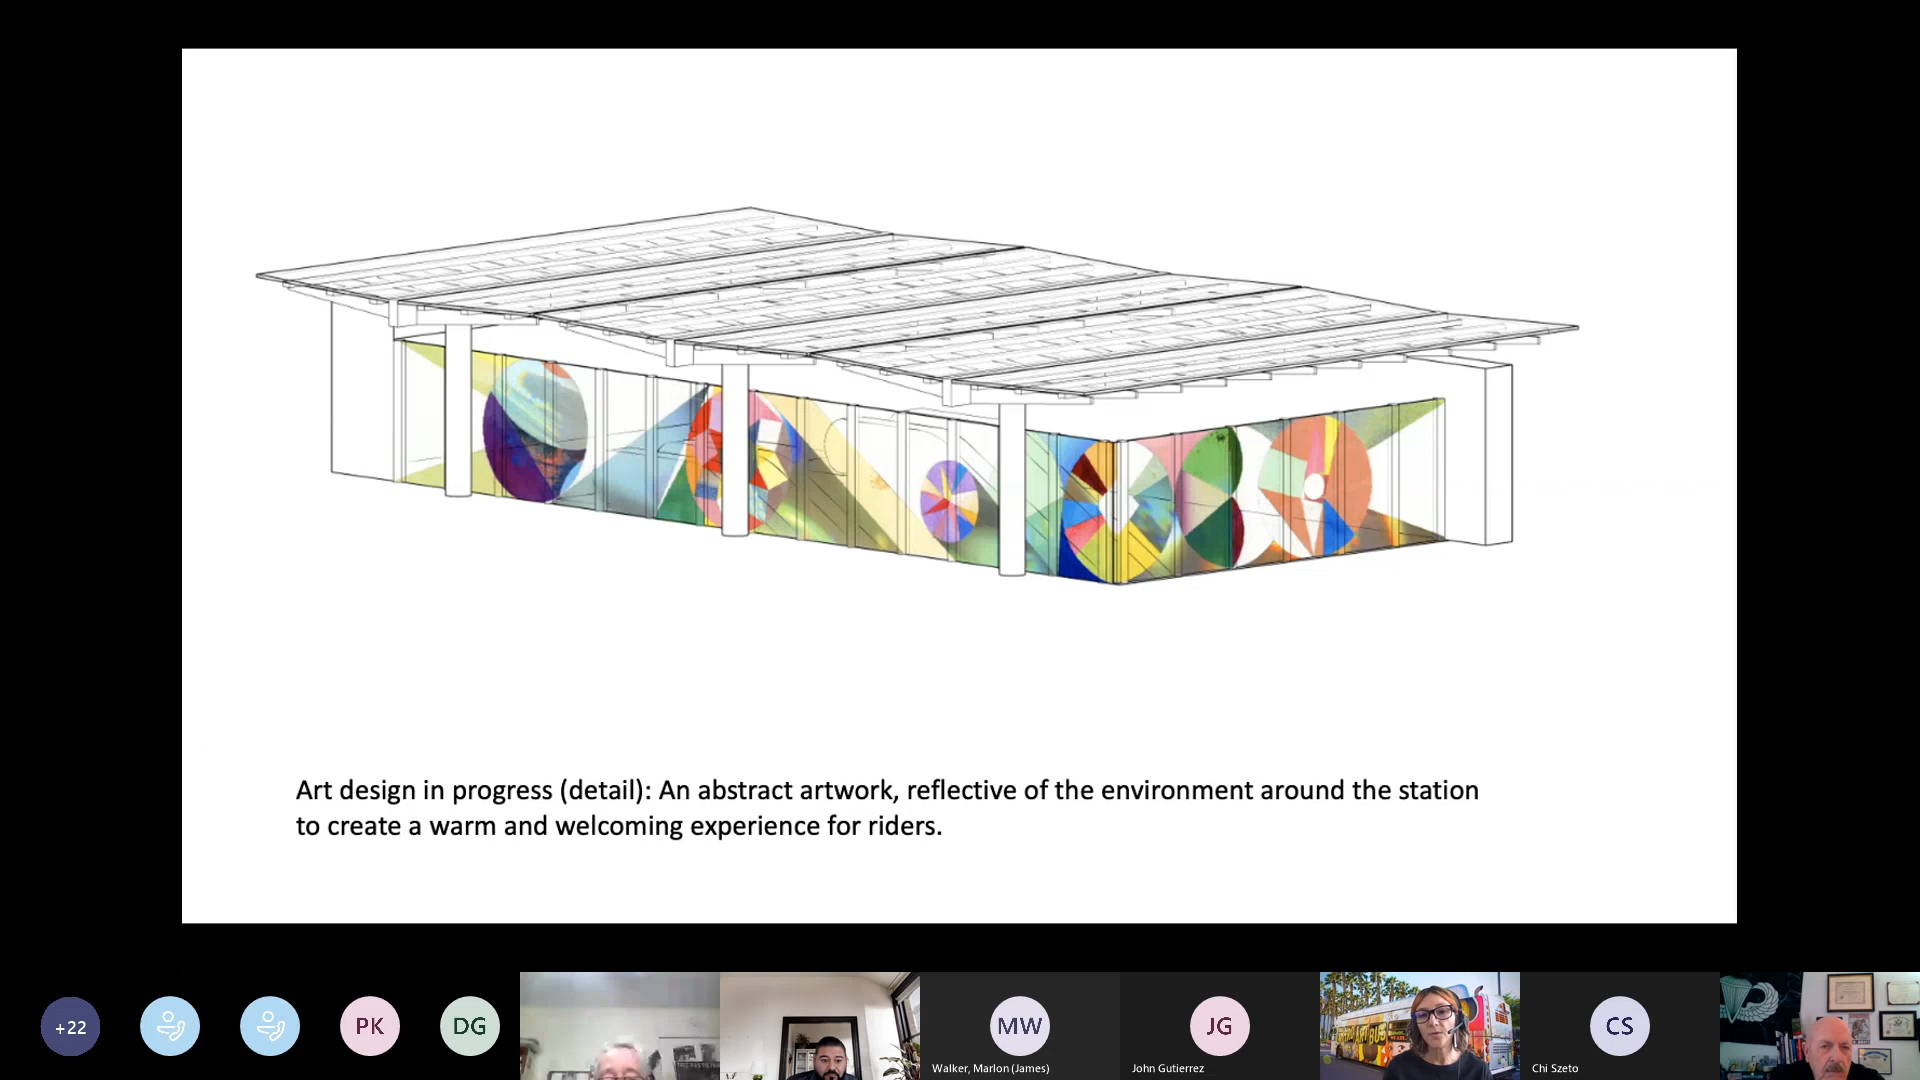 Art design in progress (detail): An abstract artwork, reflective of the environment around the station
to create a warm and welcoming experience for riders.
+22
PK
DG
MW
JG
CS
Walker, Marlon (James)
John Gutierrez
Chi Szeto